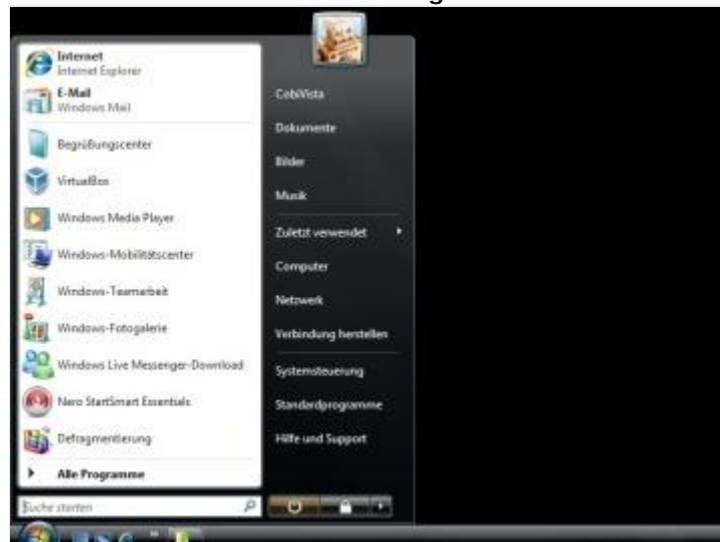 Internet
Internet Explorer
E-Mail
Windows Mail
Begrüßungscenter
VirtualBox
Windows Media Player
Windows-Mobilitätscenter
Windows-Teamarbeit
Windows-Fotogalerie
Windows Live Messenger-Download
Nero StartSmart Essentials
Defragmentierung
Alle Programme
Suche starten
CobiVista
Dokumente
Bilder
Musik
Zuletzt verwendet
Computer
Netzwerk
Verbindung herstellen
Systemsteuerung
Standardprogramme
Hilfe und Support